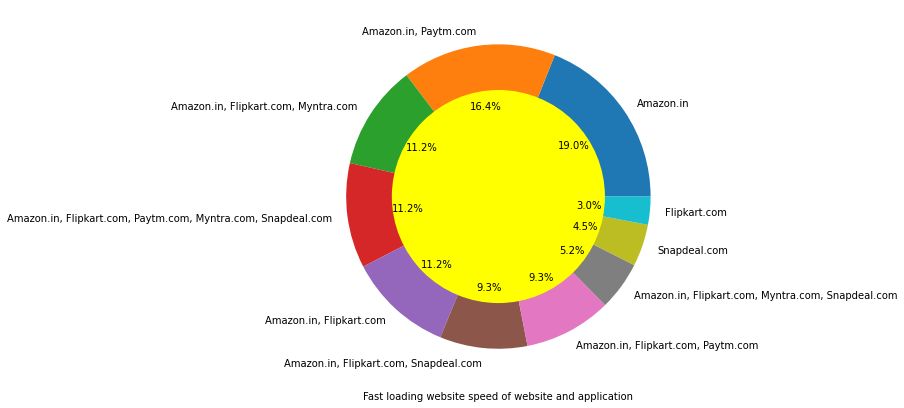 Amazon.in, Paytm.com
Amazon.in
16.4%
Amazon.in, Flipkart.com, Myntra.com
19.0%
11.2%
Flipkart.com
3.0%
11.2%
Amazon.in, Flipkart.com, Paytm.com, Myntra.com, Snapdeal.com
4.5%
Snapdeal.com
5.2%
11.2%
9.3%
9.3%
Amazon.in, Flipkart.com, Myntra.com, Snapdeal.com
Amazon.in, Flipkart.com
Amazon.in, Flipkart.com, Paytm.com
Amazon.in, Flipkart.com, Snapdeal.com
Fast loading website speed of website and application